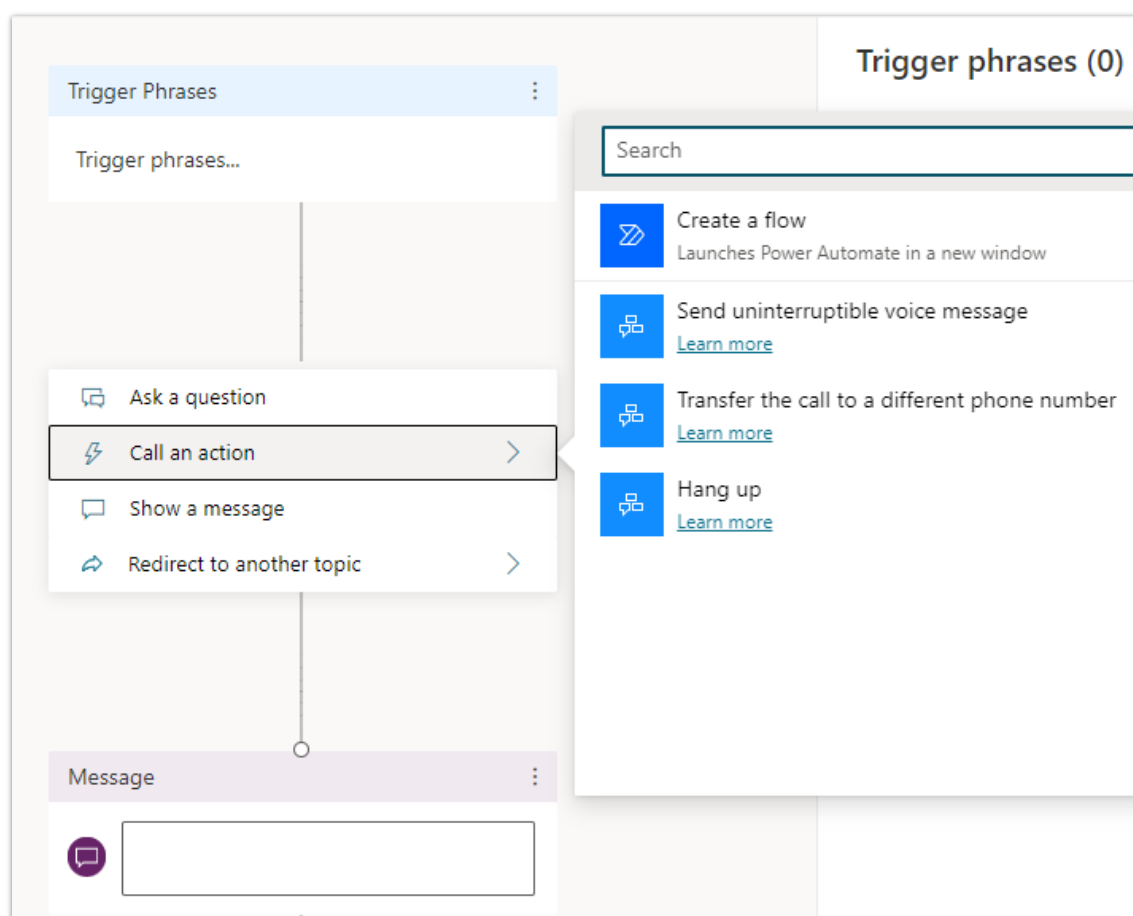 Trigger phrases (0)
Trigger Phrases
Trigger phrases...
Search
Create a flow
Launches Power Automate in a new window
Send uninterruptible voice message
Learn more
Ask a question
Transfer the call to a different phone number
Learn more
Call an action
Show a message
Hang up
Learn more
Redirect to another topic
Message